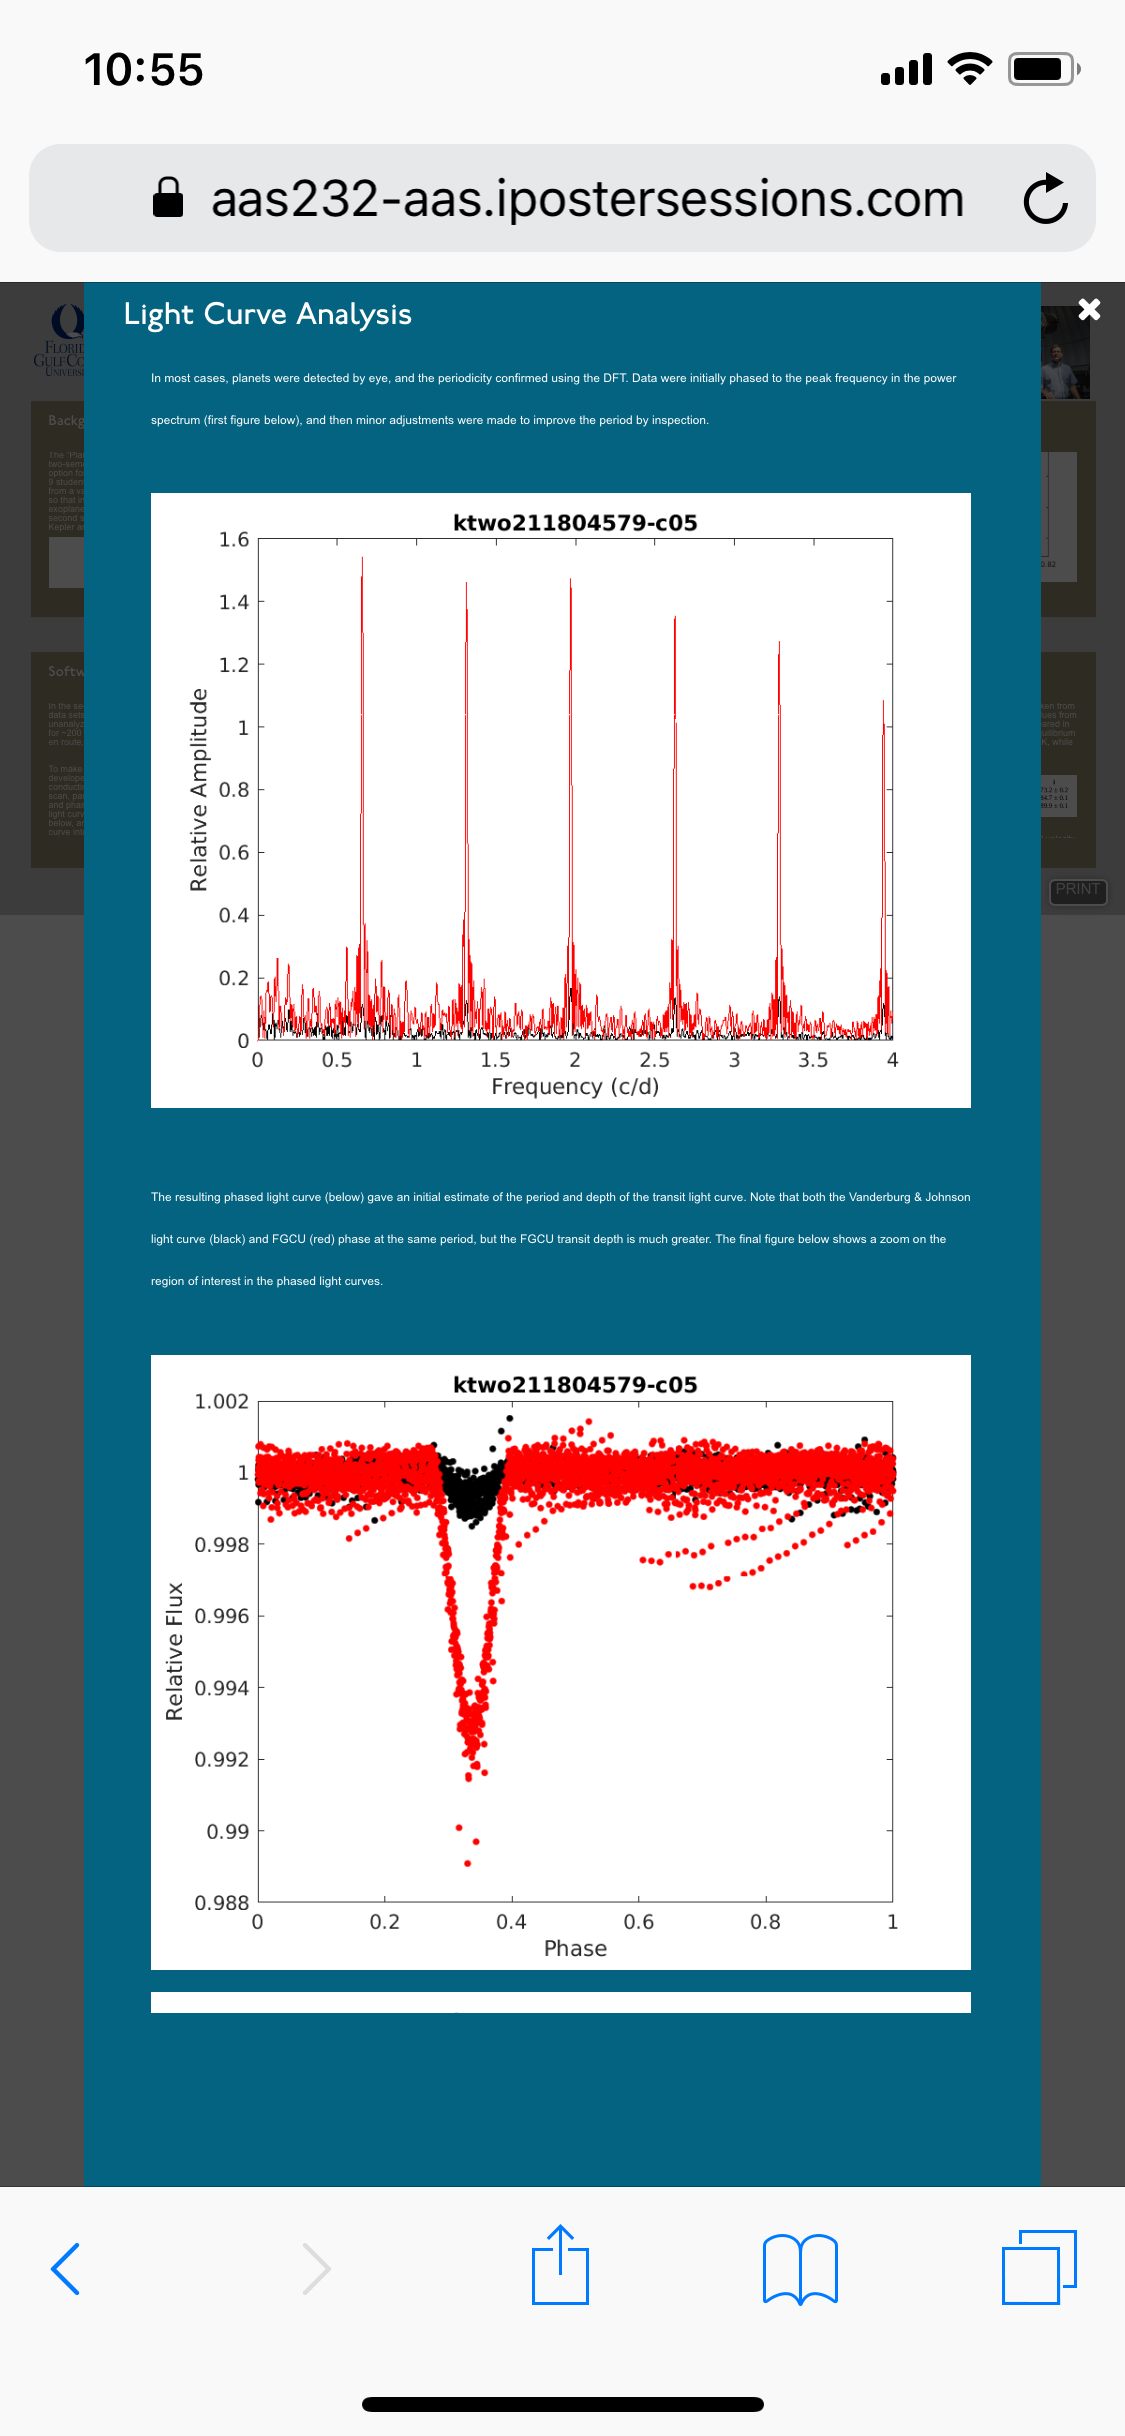 10:55
aas232-aas.ipostersessions.com
Light Curve Analysis
In most cases, planets were detected by eye, and the periodicity confirmed using the DFT. Data were initially phased to the peak frequency in the power
spectrum (first figure below), and then minor adjustments were made to improve the period by inspection.
ktwo211804579-c05
1.6
1.4
1.2
1
0.8
0.6
0.4
0.2
0
Relative Amplitude
0 0.5 1 1.5 2 2.5 3 3.5 4
Frequency (c/d)
The resulting phased light curve (below) gave an initial estimate of the period and depth of the transit light curve. Note that both the Vanderburg & Johnson
light curve (black) and FGCU (red) phase at the same period, but the FGCU transit depth is much greater. The final figure below shows a zoom on the
region of interest in the phased light curves.
ktwo211804579-c05
1.002
1
0.998
0.996
0.994
0.992
0.99
0.988
Relative Flux
0 0.2 0.4 0.6 0.8 1
Phase
PRINT